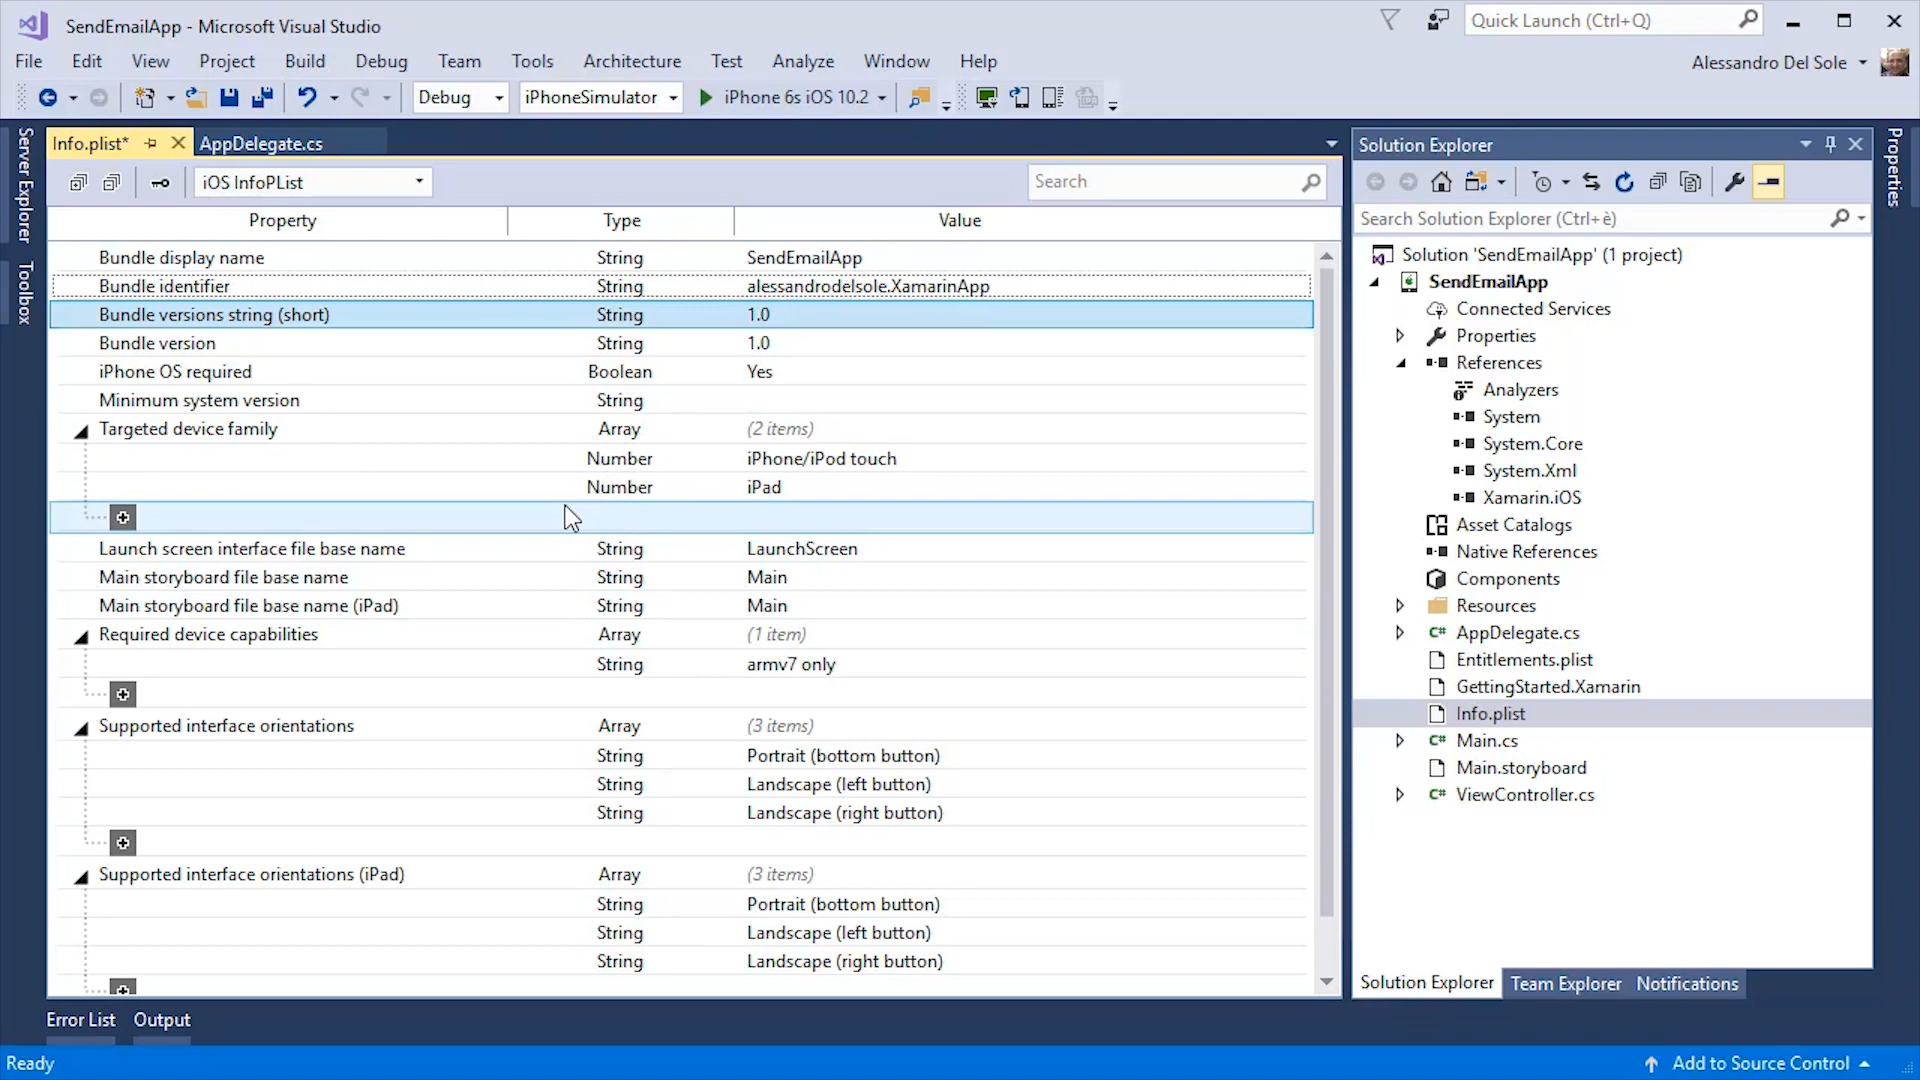 SendEmailApp - Microsoft Visual Studio
Quick Launch (Ctrl+Q)
File Edit View Project Build Debug Team Tools Architecture Test Analyze Window Help
Alessandro Del Sole
Debug iPhoneSimulator iPhone 6s iOS 10.2
Server Explorer
Toolbox
Info.plist* AppDelegate.cs
iOS InfoPList
Search
Property Type Value
Bundle display name String SendEmailApp
Bundle identifier String alessandrodelsole.XamarinApp
Bundle versions string (short) String 1.0
Bundle version String 1.0
iPhone OS required Boolean Yes
Minimum system version String
Targeted device family Array (2 items)
Number iPhone/iPod touch
Number iPad
Launch screen interface file base name String LaunchScreen
Main storyboard file base name String Main
Main storyboard file base name (iPad) String Main
Required device capabilities Array (1 item)
String armv7 only
Supported interface orientations Array (3 items)
String Portrait (bottom button)
String Landscape (left button)
String Landscape (right button)
Supported interface orientations (iPad) Array (3 items)
String Portrait (bottom button)
String Landscape (left button)
String Landscape (right button)
Solution Explorer
Search Solution Explorer (Ctrl+è)
Solution 'SendEmailApp' (1 project)
SendEmailApp
Connected Services
Properties
References
Analyzers
System
System.Core
System.Xml
Xamarin.iOS
Asset Catalogs
Native References
Components
Resources
C# AppDelegate.cs
Entitlements.plist
GettingStarted.Xamarin
Info.plist
C# Main.cs
Main.storyboard
C# ViewController.cs
Solution Explorer Team Explorer Notifications
Properties
Error List Output
Ready
Add to Source Control